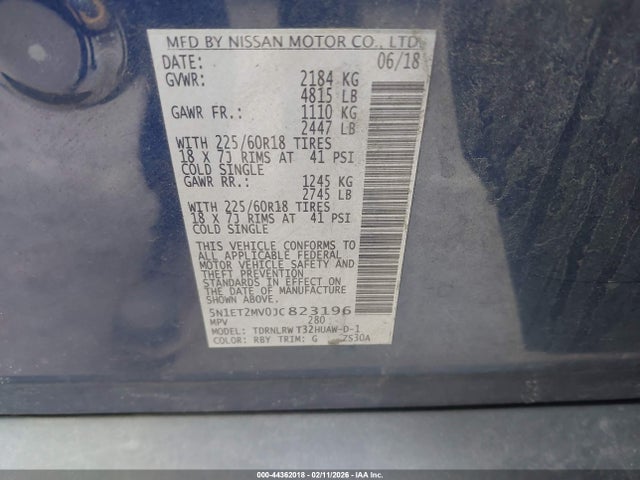 MFD BY NISSAN MOTOR CO., LTD.
DATE: 06/18
GVWR: 2184 KG
4815 LB
GAWR FR.: 1110 KG
2447 LB
WITH 225/60R18 TIRES
18 X 7J RIMS AT 41 PSI
COLD SINGLE
GAWR RR.: 1245 KG
2745 LB
WITH 225/60R18 TIRES
18 X 7J RIMS AT 41 PSI
COLD SINGLE
THIS VEHICLE CONFORMS TO
ALL APPLICABLE FEDERAL
MOTOR VEHICLE SAFETY AND
THEFT PREVENTION
STANDARDS IN EFFECT ON
THE DATE OF MANUFACTURE
SHOWN ABOVE.
5N1ET2MV0JC823196
MPV 280
MODEL: TDRNLRW T32HUAW-D-1
COLOR: RBY TRIM: G ZS30A
000-44362018 - 02/11/2026 - IAA Inc.